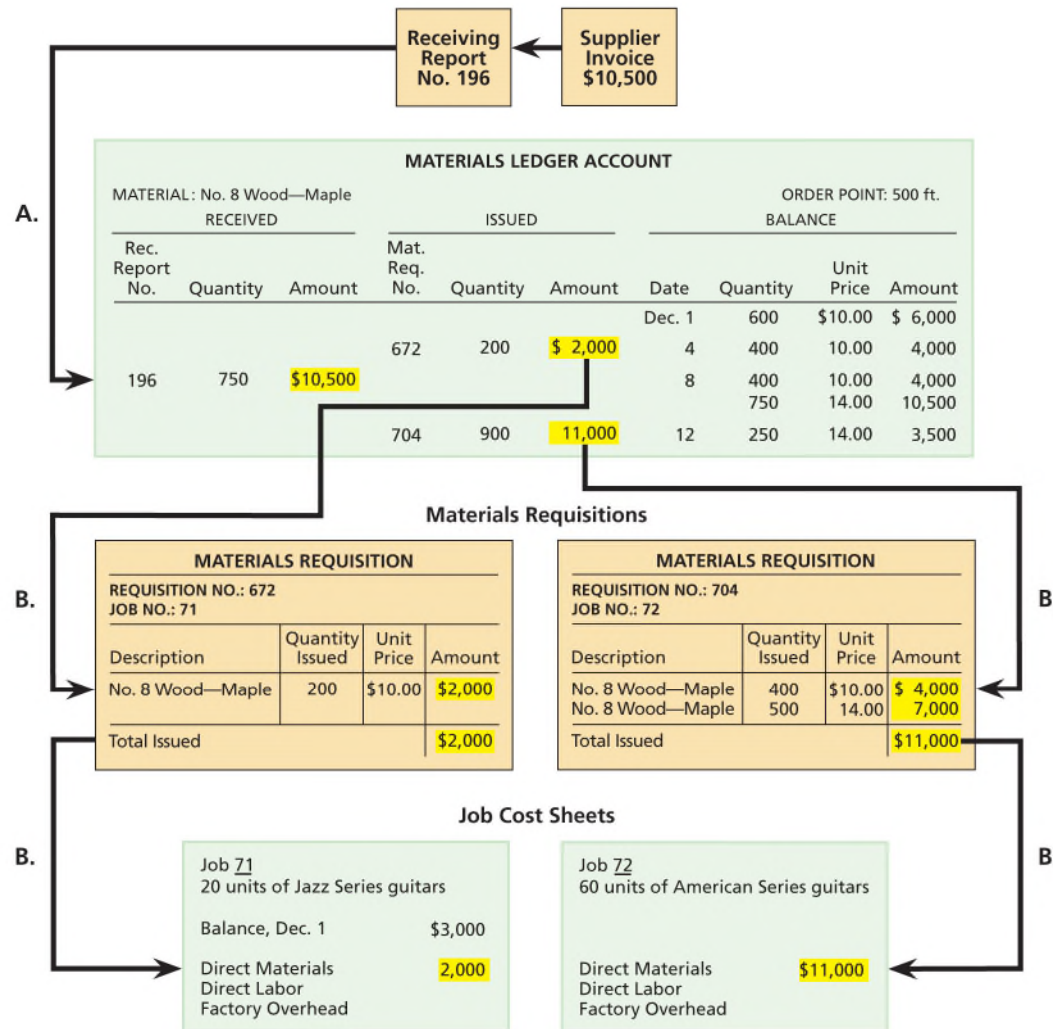 Receiving Report No. 196
Supplier Invoice $10,500
MATERIALS LEDGER ACCOUNT
MATERIAL: No. 8 Wood—Maple ORDER POINT: 500 ft.
A.
RECEIVED ISSUED BALANCE
Rec. Report No. Quantity Amount Mat. Req. No. Quantity Amount Date Quantity Unit Price Amount
Dec. 1 600 $10.00 $ 6,000
672 200 $ 2,000 4 400 10.00 4,000
196 750 $10,500 8 400 10.00 4,000
750 14.00 10,500
704 900 11,000 12 250 14.00 3,500
Materials Requisitions
B.
MATERIALS REQUISITION
REQUISITION NO.: 672
JOB NO.: 71
Description Quantity Issued Unit Price Amount
No. 8 Wood—Maple 200 $10.00 $2,000
Total Issued $2,000
MATERIALS REQUISITION
REQUISITION NO.: 704
JOB NO.: 72
Description Quantity Issued Unit Price Amount
No. 8 Wood—Maple 400 $10.00 $ 4,000
No. 8 Wood—Maple 500 14.00 7,000
Total Issued $11,000
B
Job Cost Sheets
B.
Job 71
20 units of Jazz Series guitars
Balance, Dec. 1 $3,000
Direct Materials 2,000
Direct Labor
Factory Overhead
Job 72
60 units of American Series guitars
Direct Materials $11,000
Direct Labor
Factory Overhead
B